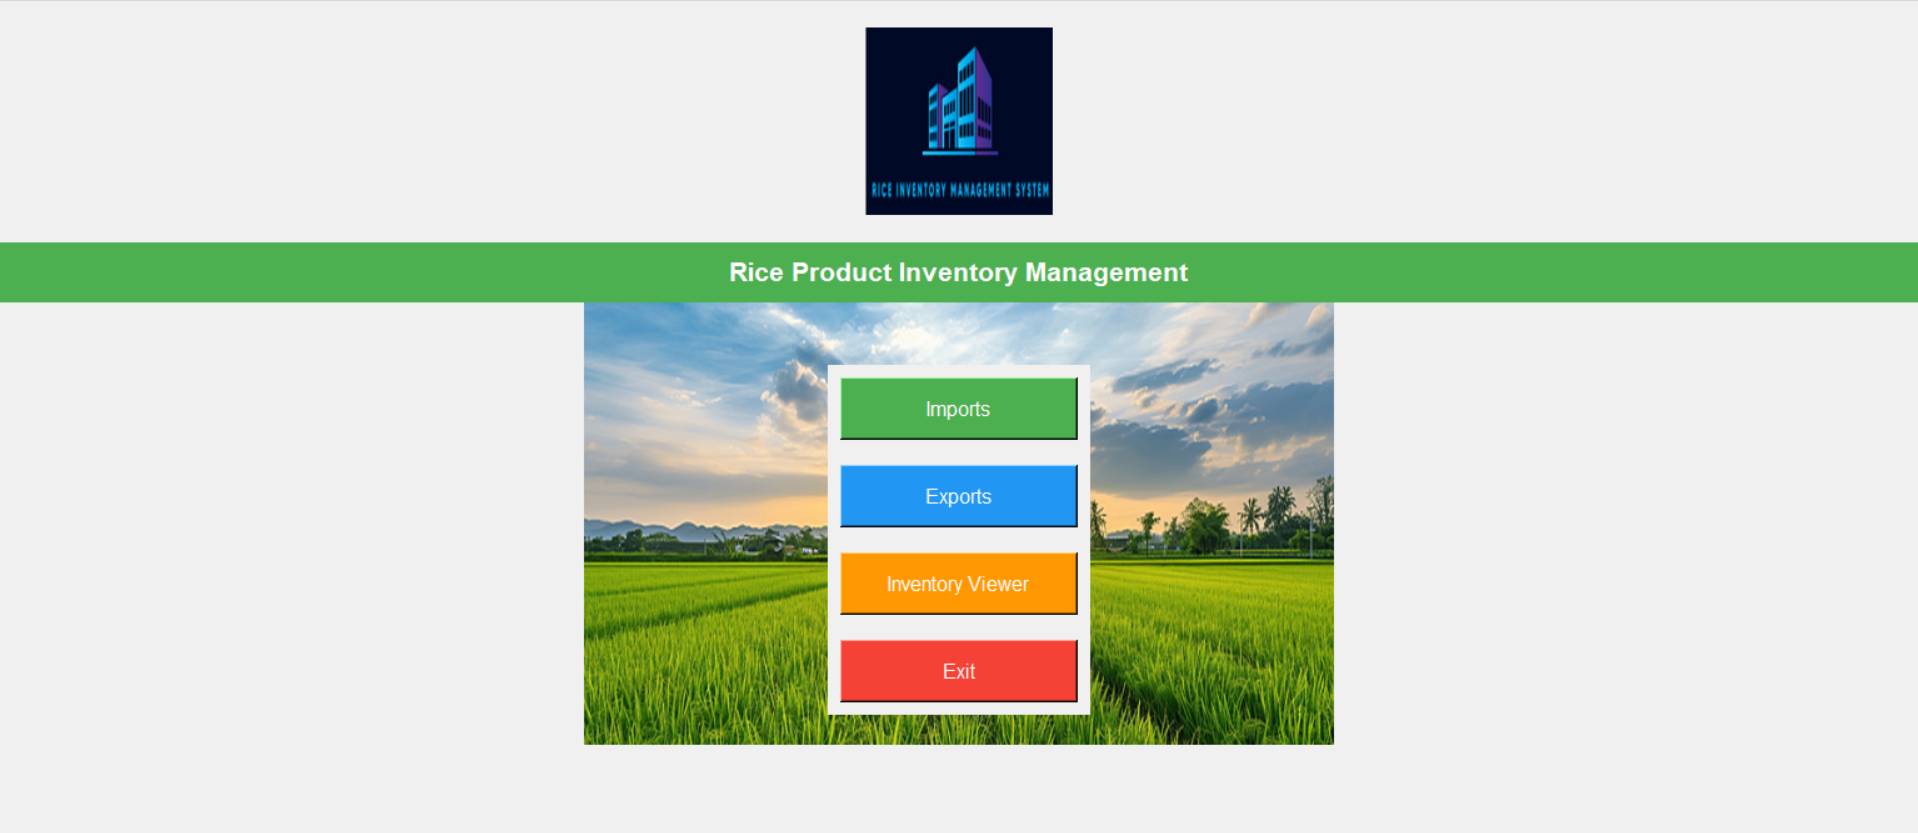 RICE INVENTORY MANAGEMENT SYSTEM
Rice Product Inventory Management
Imports
Exports
Inventory Viewer
Exit